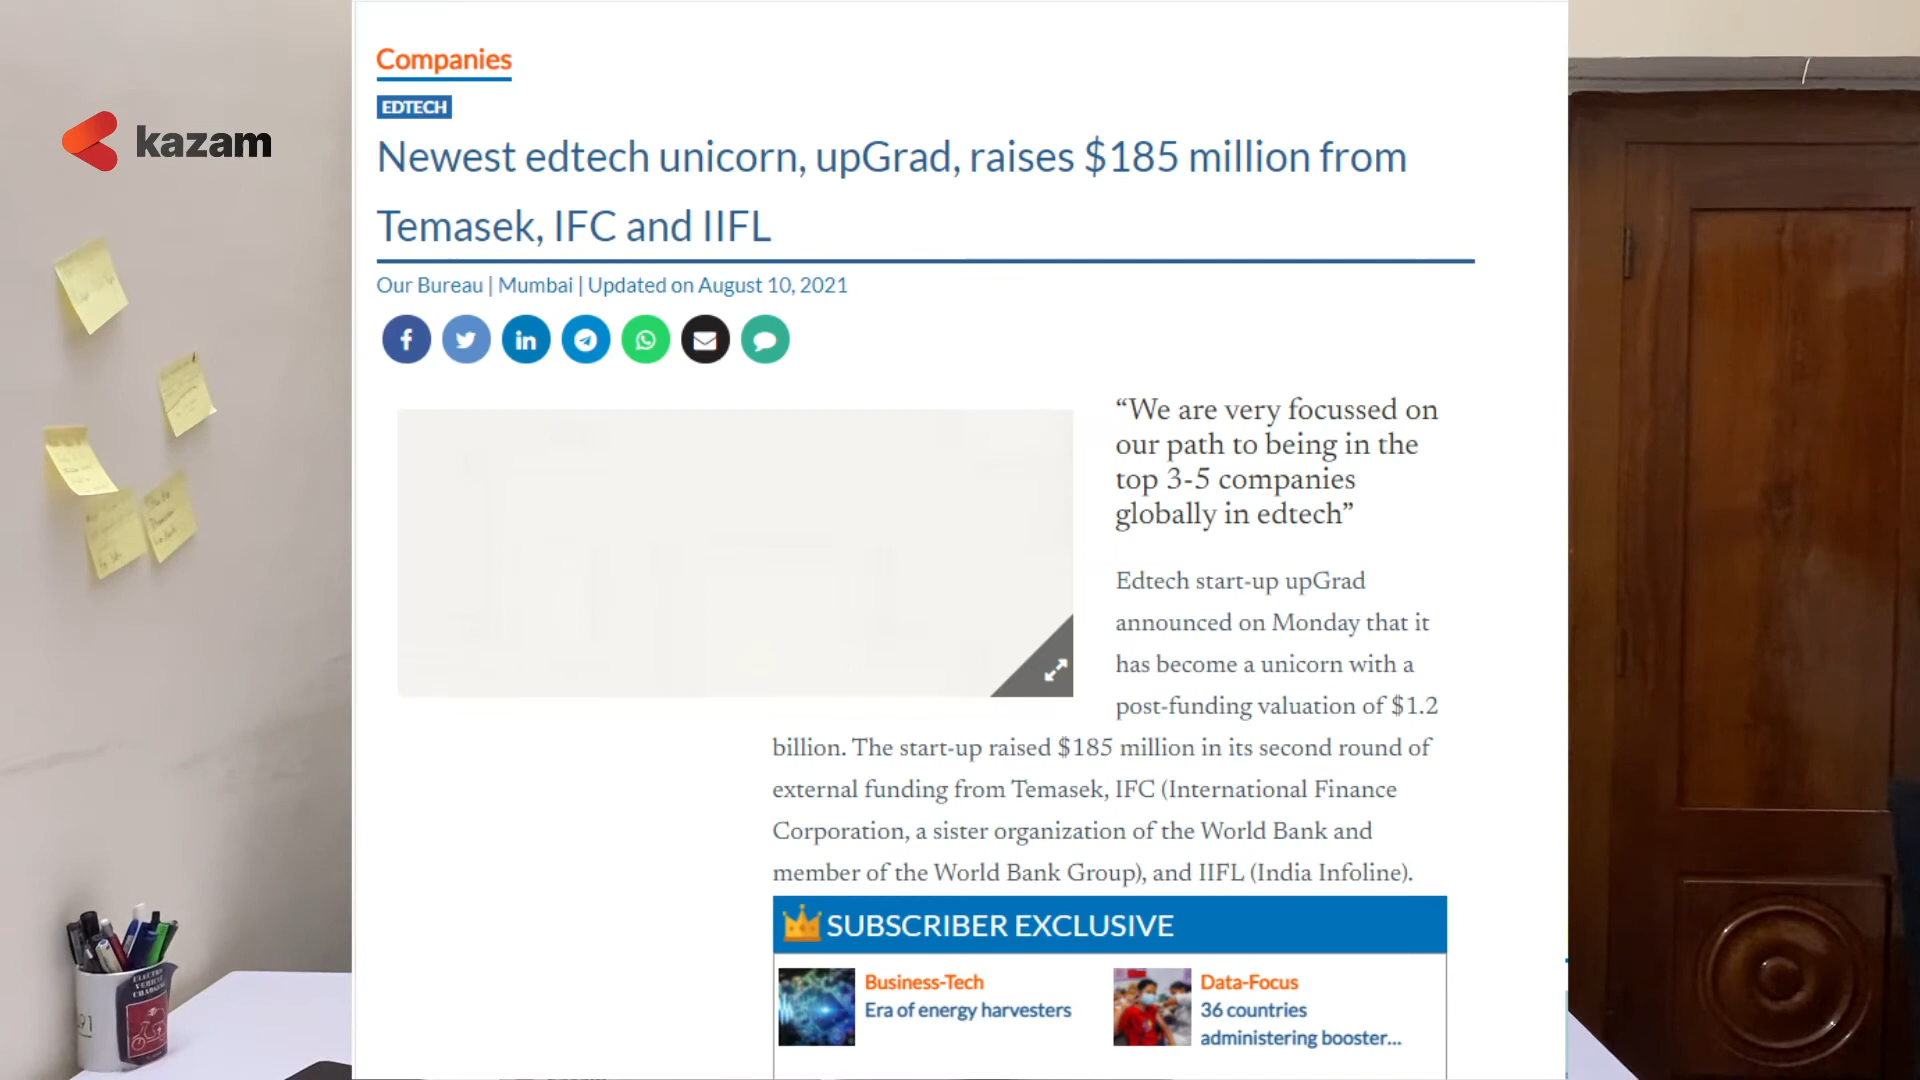 kazam
Companies
EDTECH
Newest edtech unicorn, upGrad, raises $185 million from
Temasek, IFC and IIFL
Our Bureau | Mumbai | Updated on August 10, 2021
“We are very focussed on
our path to being in the
top 3-5 companies
globally in edtech”
Edtech start-up upGrad
announced on Monday that it
has become a unicorn with a
post-funding valuation of $1.2
billion. The start-up raised $185 million in its second round of
external funding from Temasek, IFC (International Finance
Corporation, a sister organization of the World Bank and
member of the World Bank Group), and IIFL (India Infoline).
SUBSCRIBER EXCLUSIVE
Business-Tech
Era of energy harvesters
Data-Focus
36 countries
administering booster...
ELECTRIC
VEHICLE
CHARGING